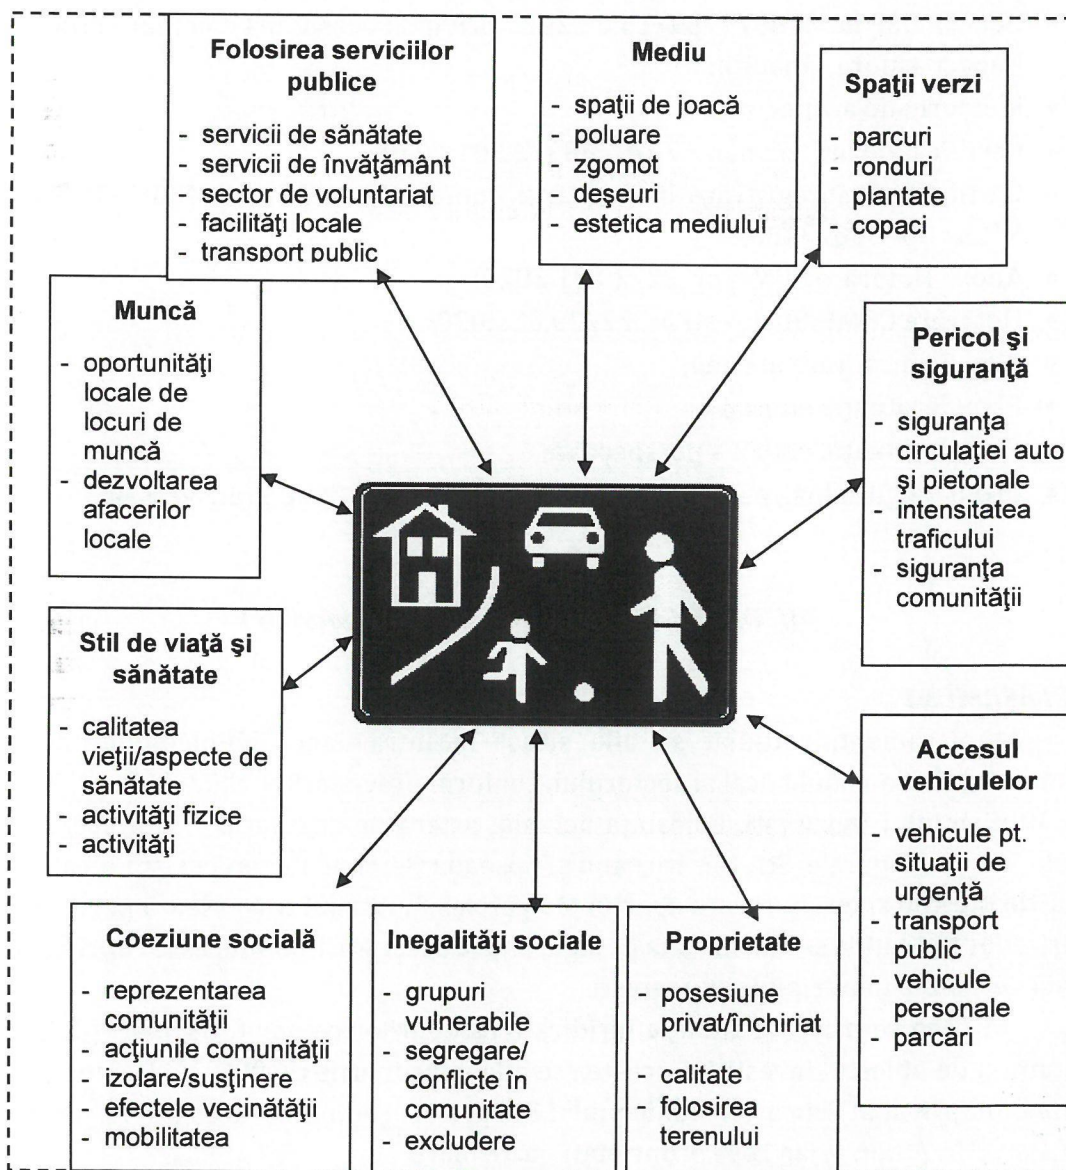 Folosirea serviciilor
publice
- servicii de sănătate
- servicii de învăţământ
- sector de voluntariat
- facilităţi locale
- transport public
Mediu
- spaţii de joacă
- poluare
- zgomot
- deşeuri
- estetica mediului
Spaţii verzi
- parcuri
- ronduri
- plantate
- copaci
Muncă
- oportunităţi
locale de
locuri de
muncă
- dezvoltarea
afacerilor
locale
Pericol şi
siguranţă
- siguranţa
circulaţiei auto
şi pietonale
- intensitatea
traficului
- siguranţa
comunităţii
Stil de viaţă şi
sănătate
- calitatea
vieţii/aspecte de
sănătate
- activităţi fizice
- activităţi
Accesul
vehiculelor
- vehicule pt.
situaţii de
urgenţă
- transport
public
- vehicule
personale
- parcări
Coeziune socială
- reprezentarea
comunităţii
- acţiunile comunităţii
- izolare/susţinere
- efectele vecinătăţii
- mobilitatea
Inegalităţi sociale
- grupuri
vulnerabile
- segregare/
conflicte în
comunitate
- excludere
Proprietate
- posesiune
privat/închiriat
- calitate
- folosirea
terenului